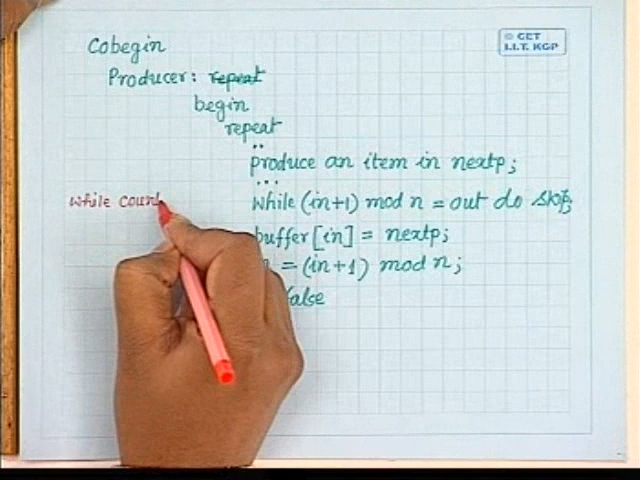 © CET
I.I.T. KGP
Cobegin
Producer: repeat
begin
repeat
..
produce an item in nextp;
...
while count
while (in+1) mod n = out do skip;
buffer[in] = nextp;
= (in+1) mod n;
false